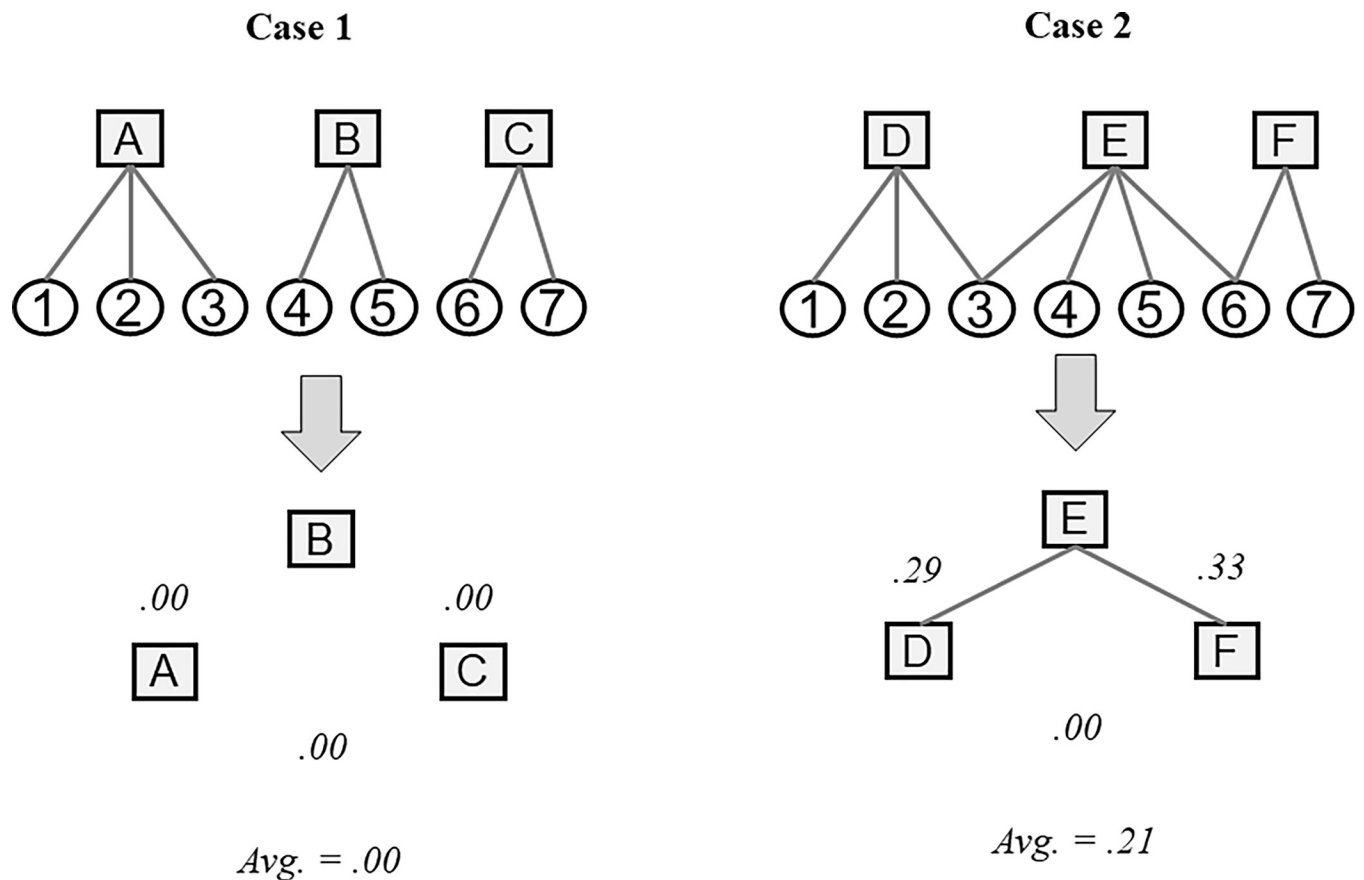 Case 1
Case 2
A B C
D E F
1 2 3 4 5 6 7
1 2 3 4 5 6 7
B
.00 .00
A C
.00
Avg. = .00
E
.29 .33
D F
.00
Avg. = .21